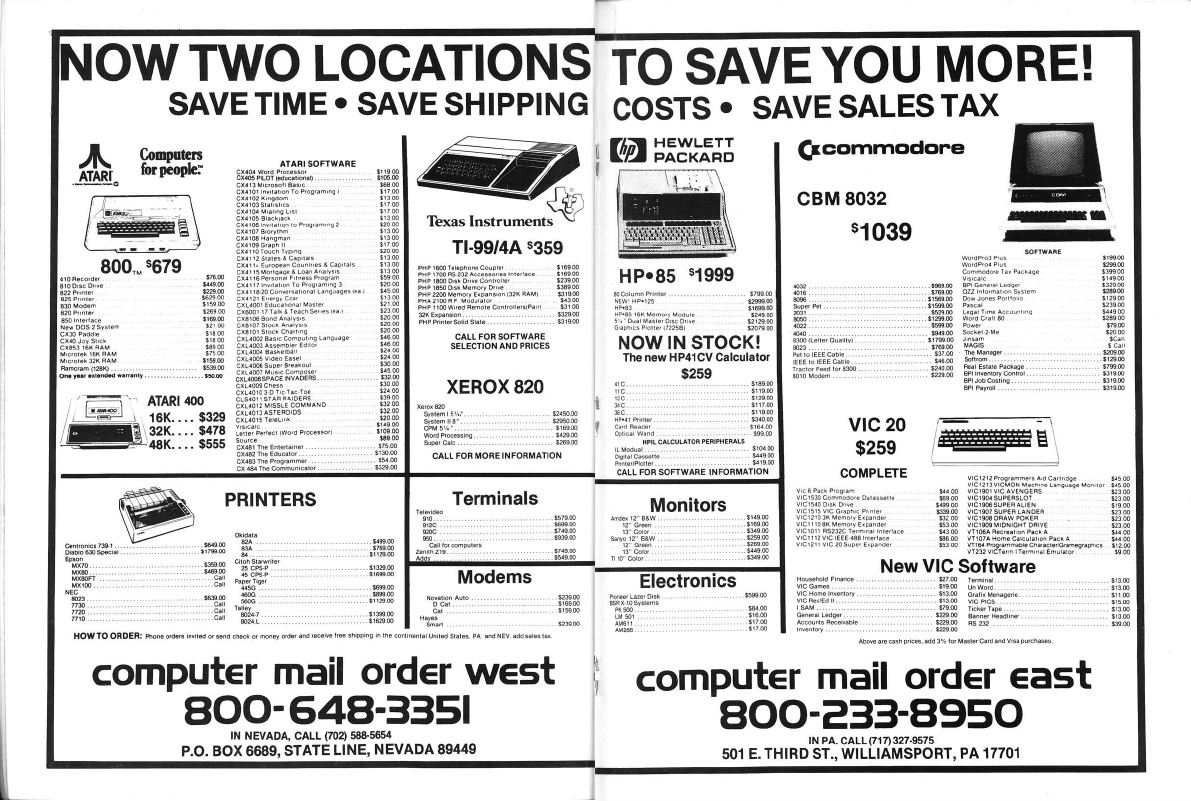 NOW TWO LOCATIONS TO SAVE YOU MORE!
SAVE TIME • SAVE SHIPPING COSTS • SAVE SALES TAX
ATARI
Computers
for people.™
800™ $679
410 Recorder $76.00
810 Disc Drive $449.00
822 Printer $229.00
825 Printer $629.00
830 Modem $159.00
820 Printer $269.00
850 Interface $169.00
New DOS 2 System $21.00
CX30 Paddle $18.00
CX40 Joy Stick $18.00
CX853 16K RAM $89.00
Microtek 16K RAM $75.00
Microtek 32K RAM $159.00
Ramcram (128K) $539.00
One year extended warranty $50.00
ATARI 400
16K.... $329
32K.... $478
48K.... $555
ATARI SOFTWARE
CX404 Word Processor $119.00
CX405 PILOT (educational) $105.00
CX413 Microsoft Basic $68.00
CX4101 Invitation To Programing I $17.00
CX4102 Kingdom $13.00
CX4103 Statistics $17.00
CX4104 Mailing List $17.00
CX4105 Blackjack $13.00
CX4106 Invitation to Programing 2 $20.00
CX4107 Biorythm $13.00
CX4108 Hangman $13.00
CX4109 Graph It $17.00
CX4110 Touch Typing $20.00
CX4112 States & Capitals $13.00
European Countries & Capitals $13.00
CX4115 Mortgage & Loan Analysis $13.00
CX4116 Personal Fitness Program $59.00
CX4117 Invitation To Programing 3 $20.00
CX4118-20 Conversational Languages (ea.) $45.00
CX4121 Energy Czar $13.00
CXL4001 Educational Master $21.00
CX6001-17 Talk & Teach Series (ea.) $23.00
CX8106 Bond Analysis $20.00
CX8107 Stock Analysis $20.00
CX8101 Stock Charting $20.00
CXL4002 Basic Computing Language $46.00
CXL4003 Assembler Editor $46.00
CXL4004 Basketball $24.00
CXL4005 Video Easel $24.00
CXL4006 Super Breakout $30.00
CXL4007 Music Composer $45.00
CXL4008 SPACE INVADERS $32.00
CXL4009 Chess $30.00
CXL4010 3-D Tic-Tac-Toe $24.00
CXL4011 STAR RAIDERS $39.00
CXL4012 MISSLE COMMAND $32.00
CXL4013 ASTEROIDS $32.00
CXL4015 TeleLink $20.00
Visicalc $149.00
Letter Perfect (Word Processor) $109.00
Source $89.00
CX481 The Entertainer $75.00
CX482 The Educator $130.00
CX483 The Programmer $54.00
CX 484 The Communicator $329.00
Texas Instruments
TI-99/4A $359
PHP 1600 Telephone Coupler $169.00
PHP 1700 RS-232 Accessories Interface $169.00
PHP 1800 Disk Drive Controller $239.00
PHP 1850 Disk Memory Drive $389.00
PHP 2200 Memory Expansion (32K RAM) $319.00
PHA 2100 R.F. Modulator $43.00
PHP 1100 Wired Remote Controllers(Pair) $31.00
32K Expansion $329.00
PHP Printer Solid State $319.00
CALL FOR SOFTWARE
SELECTION AND PRICES
XEROX 820
Xerox 820
System I 5¼" $2450.00
System II 8" $2950.00
CPM 5¼" $169.00
Word Processing $429.00
Super Calc $269.00
CALL FOR MORE INFORMATION
hp HEWLETT
PACKARD
HP•85 $1999
80 Column Printer $799.00
NEW! HP•125 $2999.00
HP•83 $1699.00
HP•85 16K Memory Module $249.00
5¼" Dual Master Disc Drive $2129.00
Graphics Plotter (7225B) $2079.00
NOW IN STOCK!
The new HP41CV Calculator
$259
41C $189.00
11C $119.00
12C $129.00
34C $117.00
38C $119.00
HP•41 Printer $340.00
Card Reader $164.00
Optical Wand $99.00
HPIL CALCULATOR PERIPHERALS
IL Modual $104.00
Digital Cassette $449.00
Printer/Plotter $419.00
CALL FOR SOFTWARE INFORMATION
commodore
CBM 8032
$1039
4032 $969.00
4016 $769.00
8096 $1569.00
Super Pet $1599.00
2031 $529.00
8050 $1299.00
4022 $599.00
4040 $949.00
8300 (Letter Quality) $1799.00
8023 $769.00
Pet to IEEE Cable $37.00
IEEE to IEEE Cable $46.00
Tractor Feed for 8300 $240.00
8010 Modem $229.00
CBM
SOFTWARE
WordPro3 Plus $199.00
WordPro4 Plus $299.00
Commodore Tax Package $399.00
Visicalc $149.00
BPI General Ledger $329.00
OZZ Information System $289.00
Dow Jones Portfolio $129.00
Pascal $239.00
Legal Time Accounting $449.00
Word Craft 80 $289.00
Power $79.00
Socket-2-Me $20.00
Jinsam $Call
MAGIS $ Call
The Manager $209.00
Softrom $129.00
Real Estate Package $799.00
BPI Inventory Control $319.00
BPI Job Costing $319.00
BPI Payroll $319.00
VIC 20
$259
COMPLETE
Vic 6 Pack Program $44.00
VIC1530 Commodore Datassette $69.00
VIC1540 Disk Drive $499.00
VIC1515 VIC Graphic Printer $339.00
VIC1210 3K Memory Expander $32.00
VIC1110 8K Memory Expander $53.00
VIC1011 RS232C Terminal Interface $43.00
VIC1112 VIC IEEE-488 Interface $86.00
VIC1211 VIC 20 Super Expander $53.00
VIC1212 Programmers Aid Cartridge $45.00
VIC1213 VICMON Machine Language Monitor $45.00
VIC1901 VIC AVENGERS $23.00
VIC1904 SUPERSLOT $23.00
VIC1906 SUPER ALIEN $19.00
VIC1907 SUPER LANDER $23.00
VIC1908 DRAW POKER $23.00
VIC1909 MIDNIGHT DRIVE $23.00
VT106A Recreation Pack A $44.00
VT107A Home Calculation Pack A $44.00
VT164 Programmable Character/Gramegraphics $12.00
VT232 VICTerm I Terminal Emulator $9.00
New VIC Software
Household Finance $27.00
VIC Games $19.00
VIC Home Inventory $13.00
VIC Rec/Ed II $13.00
I SAM $79.00
General Ledger $229.00
Accounts Receivable $229.00
Inventory $229.00
Terminal $13.00
Un Word $13.00
Grafix Menagerie $11.00
VIC PICS $15.00
Ticker Tape $13.00
Banner Headliner $13.00
RS 232 $39.00
Above are cash prices, add 3% for Master Card and Visa purchases.
PRINTERS
Centronics 739-1 $649.00
Diablo 630 Special $1799.00
Epson
MX70 $359.00
MX80 $469.00
MX80FT Call
MX100 Call
NEC
8023 $639.00
7730 Call
7720 Call
7710 Call
Okidata
82A $499.00
83A $769.00
84 $1129.00
Citoh Starwriter
25 CPS-P $1329.00
45 CPS-P $1699.00
Paper Tiger
445G $699.00
460G $899.00
560G $1129.00
Talley
8024-7 $1399.00
8024.L $1629.00
Terminals
Televideo
910 $579.00
912C $699.00
920C $749.00
950 $939.00
Call for computers
Zenith Z19 $749.00
Adds $549.00
Modems
Novation Auto $239.00
D Cat $169.00
Cat $159.00
Hayes
Smart $239.00
Monitors
Amdex 12" B&W $149.00
12" Green $169.00
13" Color $349.00
Sanyo 12" B&W $259.00
12" Green $269.00
13" Color $449.00
TI 10" Color $349.00
Electronics
Pioneer Lazer Disk $599.00
BSR X-10 Systems
PK 500 $84.00
LM 501 $16.00
AM611 $17.00
AM286 $17.00
HOW TO ORDER: Phone orders invited or send check or money order and receive free shipping in the continental United States. PA and NEV. add sales tax.
computer mail order west
800-648-3351
IN NEVADA, CALL (702) 588-5654
P.O. BOX 6689, STATE LINE, NEVADA 89449
computer mail order east
800-233-8950
IN PA. CALL (717) 327-9575
501 E. THIRD ST., WILLIAMSPORT, PA 17701